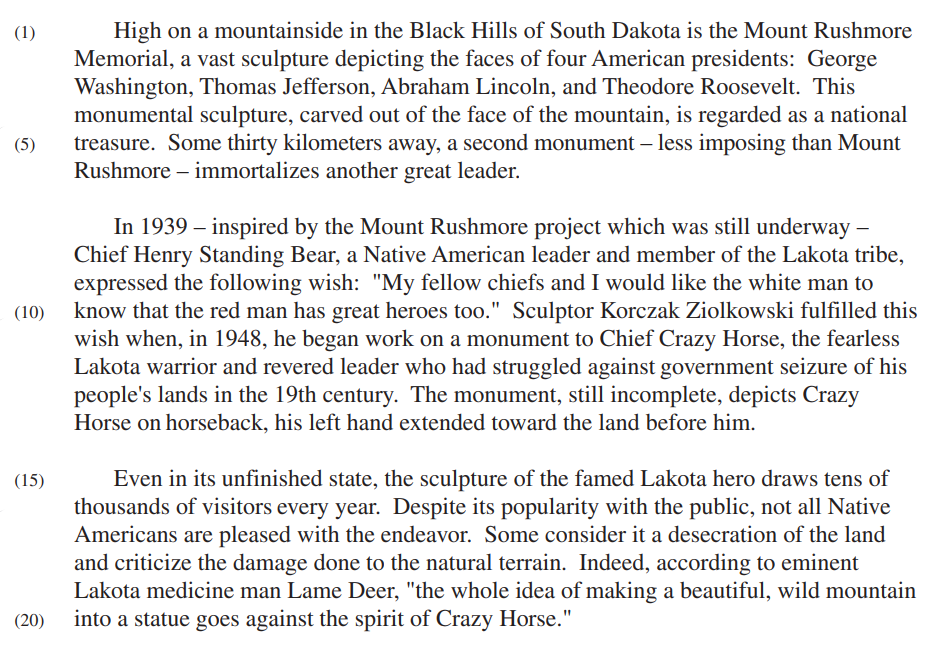 (1) High on a mountainside in the Black Hills of South Dakota is the Mount Rushmore
Memorial, a vast sculpture depicting the faces of four American presidents:  George
Washington, Thomas Jefferson, Abraham Lincoln, and Theodore Roosevelt.  This
monumental sculpture, carved out of the face of the mountain, is regarded as a national
(5) treasure.  Some thirty kilometers away, a second monument – less imposing than Mount
Rushmore – immortalizes another great leader.
In 1939 – inspired by the Mount Rushmore project which was still underway –
Chief Henry Standing Bear, a Native American leader and member of the Lakota tribe,
expressed the following wish:  "My fellow chiefs and I would like the white man to
(10) know that the red man has great heroes too."  Sculptor Korczak Ziolkowski fulfilled this
wish when, in 1948, he began work on a monument to Chief Crazy Horse, the fearless
Lakota warrior and revered leader who had struggled against government seizure of his
people's lands in the 19th century.  The monument, still incomplete, depicts Crazy
Horse on horseback, his left hand extended toward the land before him.
(15) Even in its unfinished state, the sculpture of the famed Lakota hero draws tens of
thousands of visitors every year.  Despite its popularity with the public, not all Native
Americans are pleased with the endeavor.  Some consider it a desecration of the land
and criticize the damage done to the natural terrain.  Indeed, according to eminent
Lakota medicine man Lame Deer, "the whole idea of making a beautiful, wild mountain
(20) into a statue goes against the spirit of Crazy Horse."